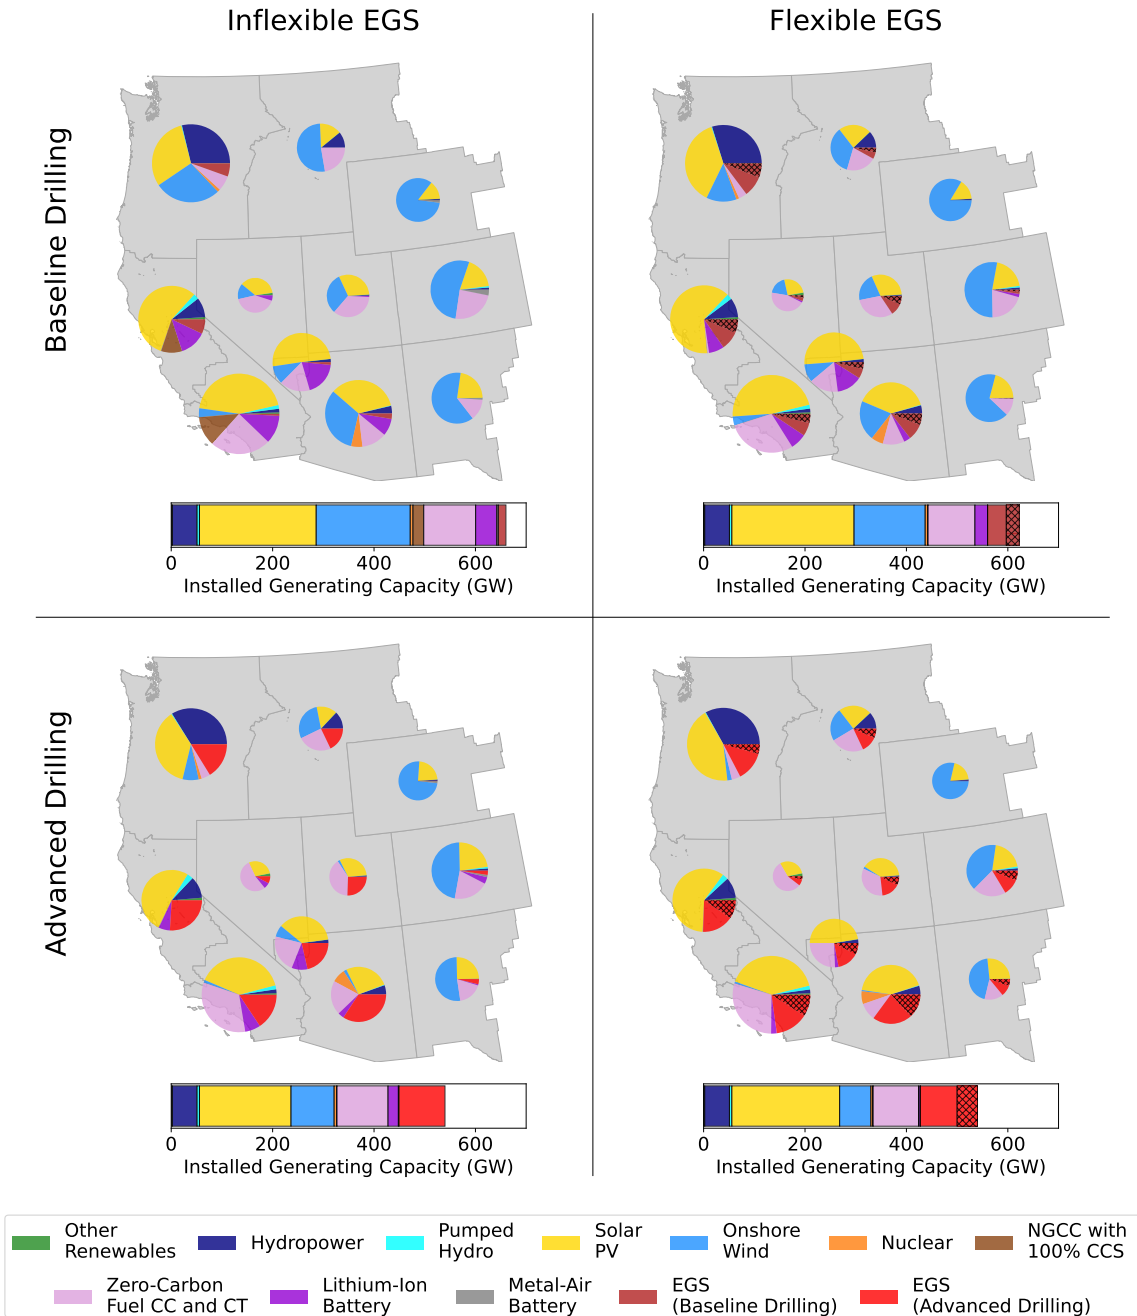 Inflexible EGS
Flexible EGS
Baseline Drilling
0
200
400
600
Installed Generating Capacity (GW)
0
200
400
600
Installed Generating Capacity (GW)
Advanced Drilling
0
200
400
600
Installed Generating Capacity (GW)
0
200
400
600
Installed Generating Capacity (GW)
Other
Renewables
Hydropower
Pumped
Hydro
Solar
PV
Onshore
Wind
Nuclear
NGCC with
100% CCS
Zero-Carbon
Fuel CC and CT
Lithium-Ion
Battery
Metal-Air
Battery
EGS
(Baseline Drilling)
EGS
(Advanced Drilling)